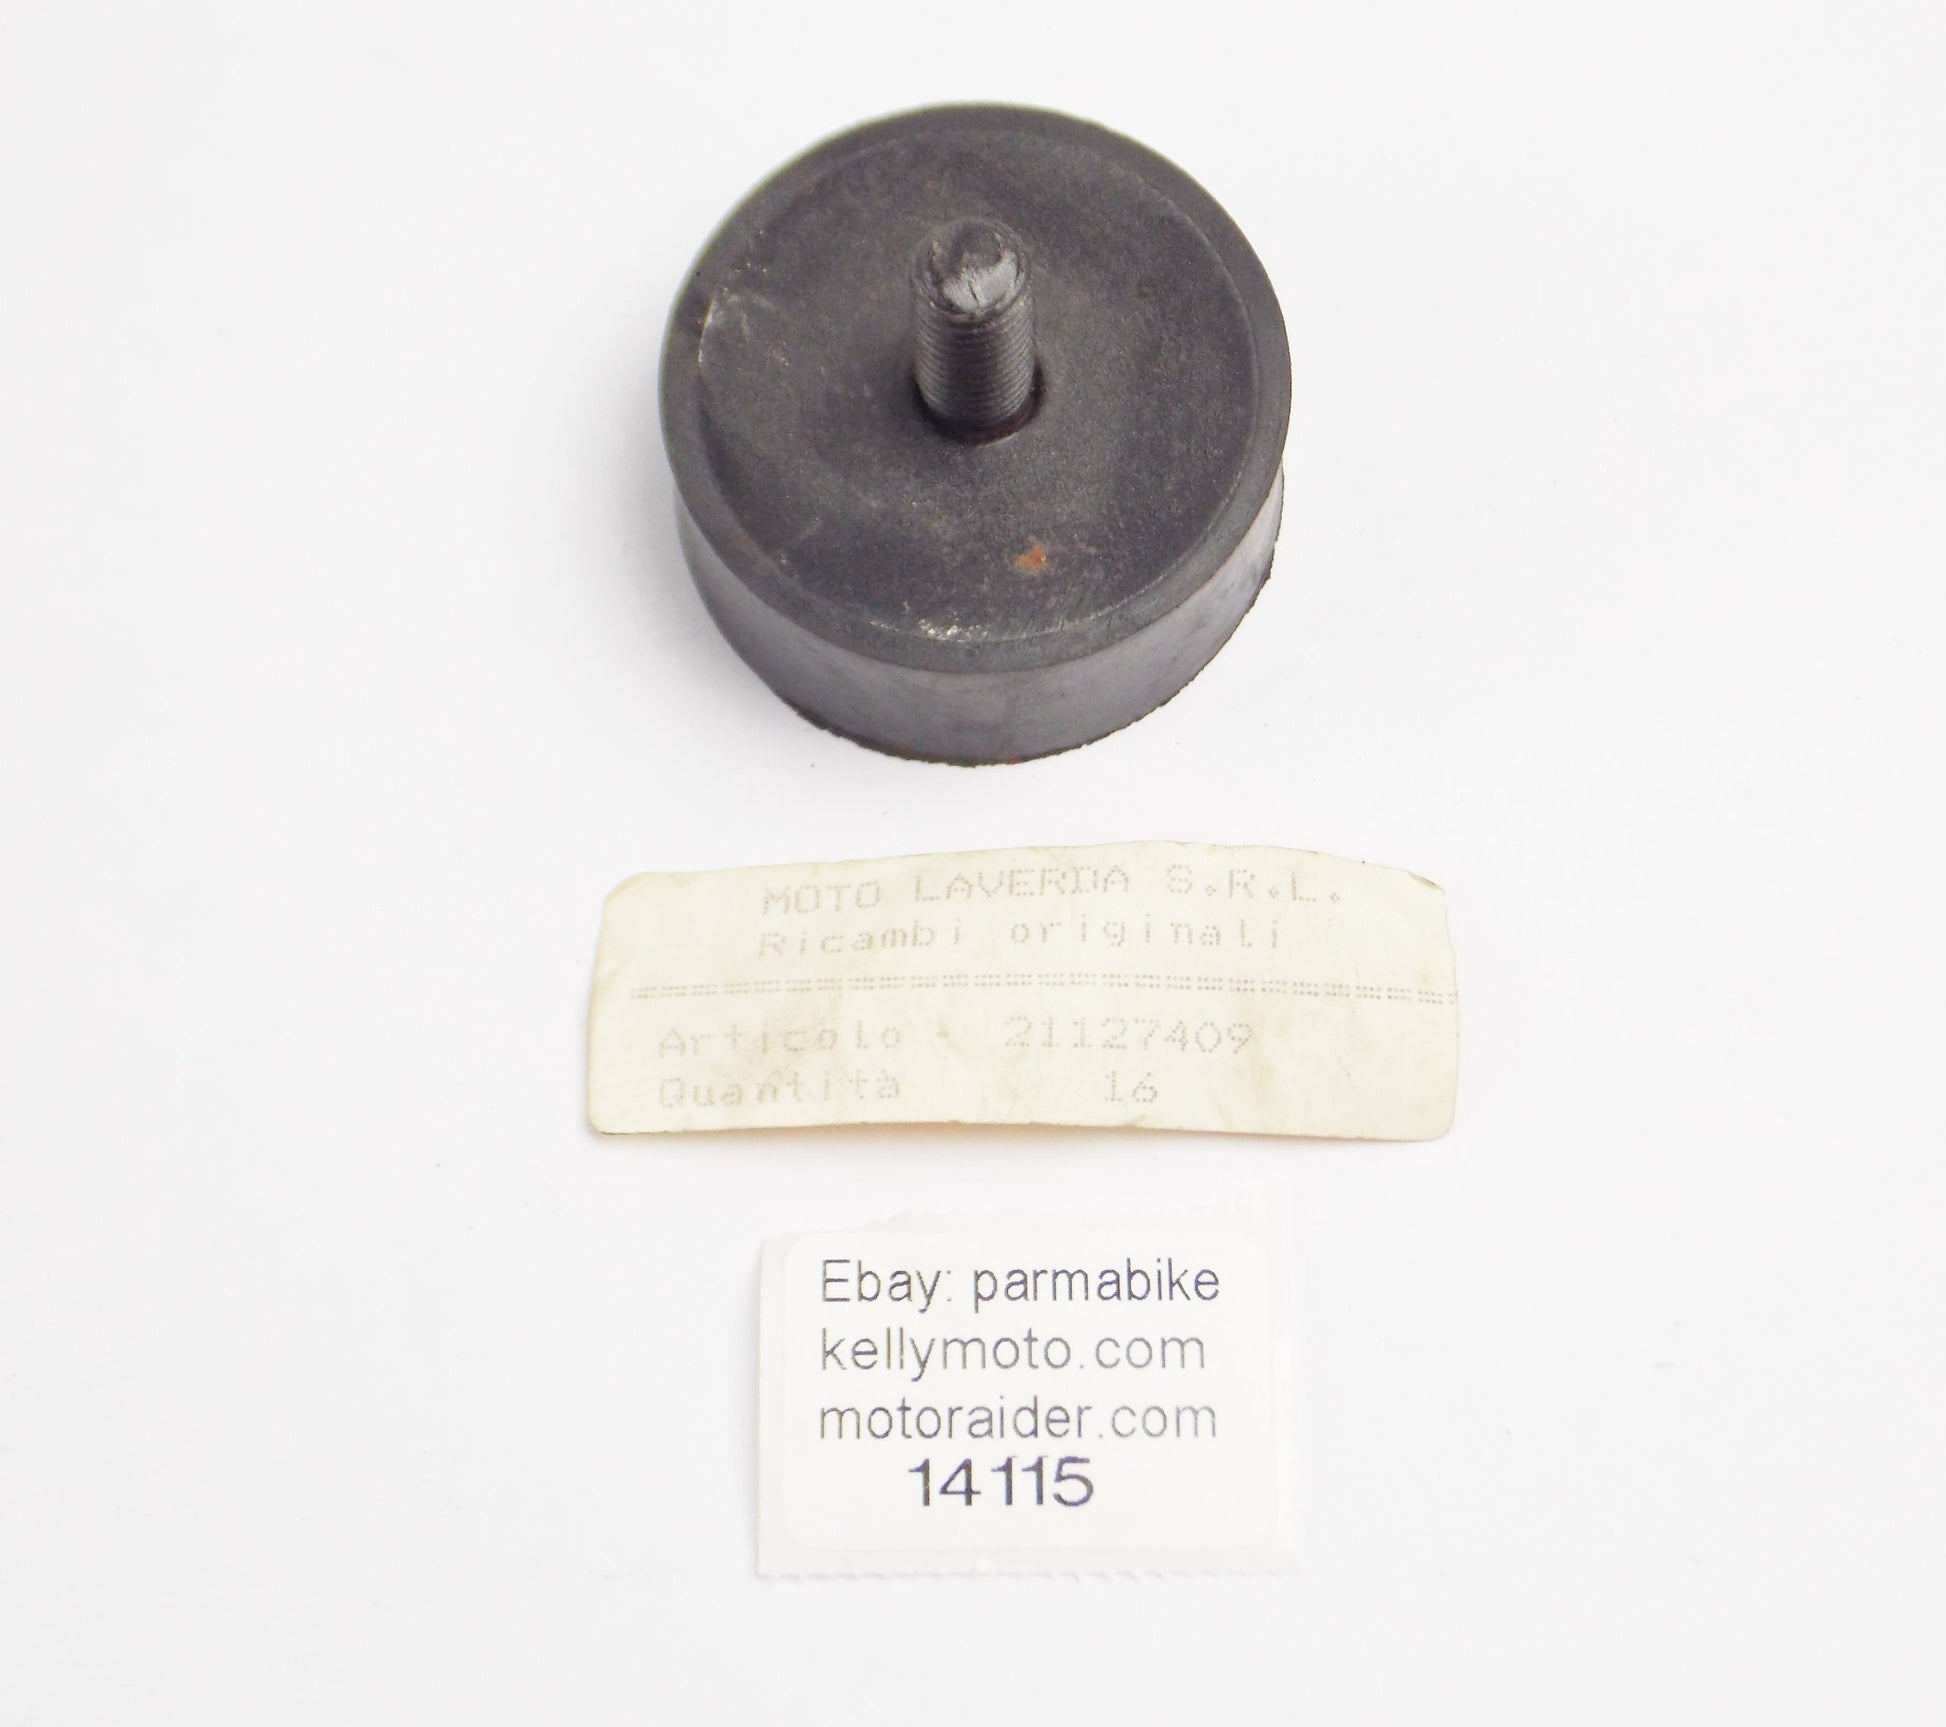 MOTO LAVERDA S.R.L.
Ricambi originali
Articolo 21127409
Quantità 16
Ebay: parmabike
kellymoto.com
motoraider.com
14115